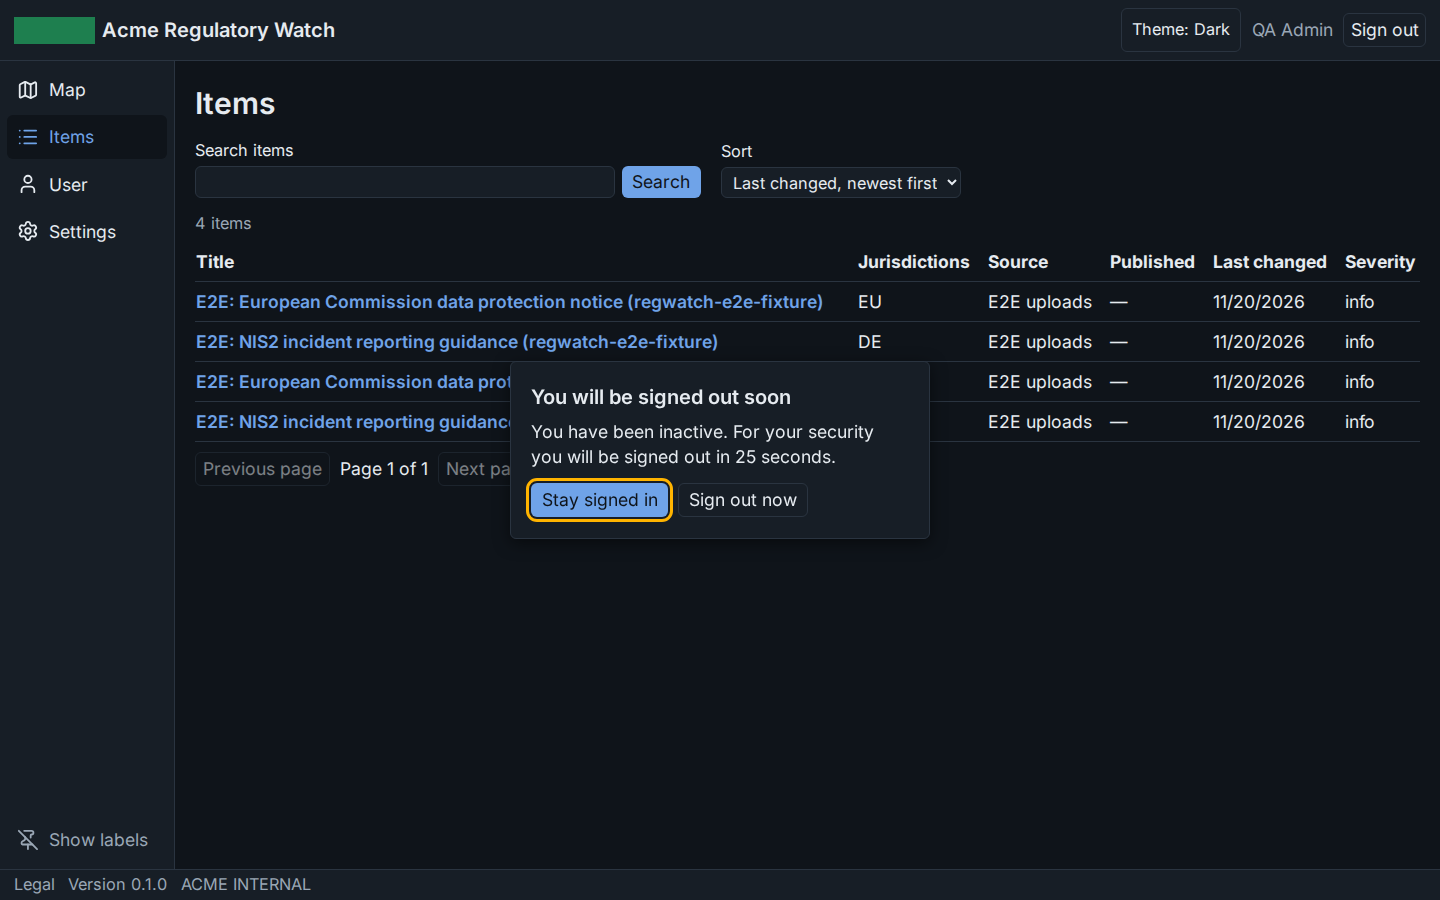 Acme Regulatory Watch
Theme: Dark
QA Admin
Sign out
Map
Items
User
Settings
Show labels
Items
Search items
Search
Sort
Last changed, newest first
4 items
Title Jurisdictions Source Published Last changed Severity
E2E: European Commission data protection notice (regwatch-e2e-fixture) EU E2E uploads — 11/20/2026 info
E2E: NIS2 incident reporting guidance (regwatch-e2e-fixture) DE E2E uploads — 11/20/2026 info
E2E: European Commission data E2E uploads — 11/20/2026 info
E2E: NIS2 incident reporting E2E uploads — 11/20/2026 info
Previous page Page 1 of 1 Next
You will be signed out soon
You have been inactive. For your security
you will be signed out in 25 seconds.
Stay signed in
Sign out now
Legal Version 0.1.0 ACME INTERNAL